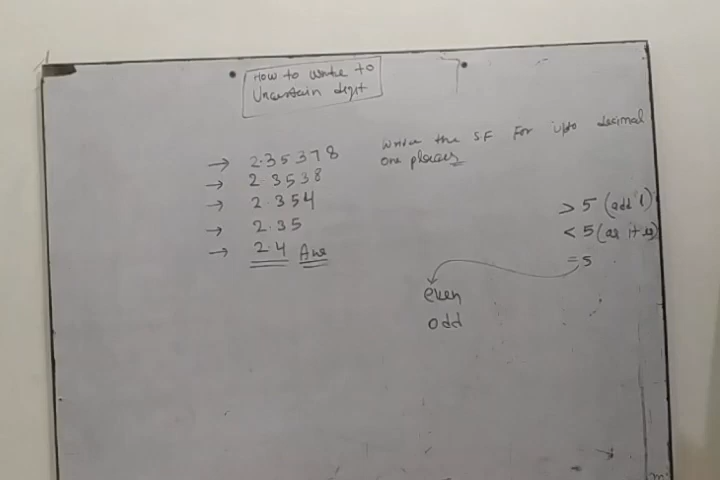 How to write to
Uncertain digit
Write the S.F For upto decimal
one places
→ 2.35378
→ 2.3538
→ 2.354
→ 2.35
→ 2.4 Ans
> 5 (add 1)
< 5 (as it is)
= 5
even
odd